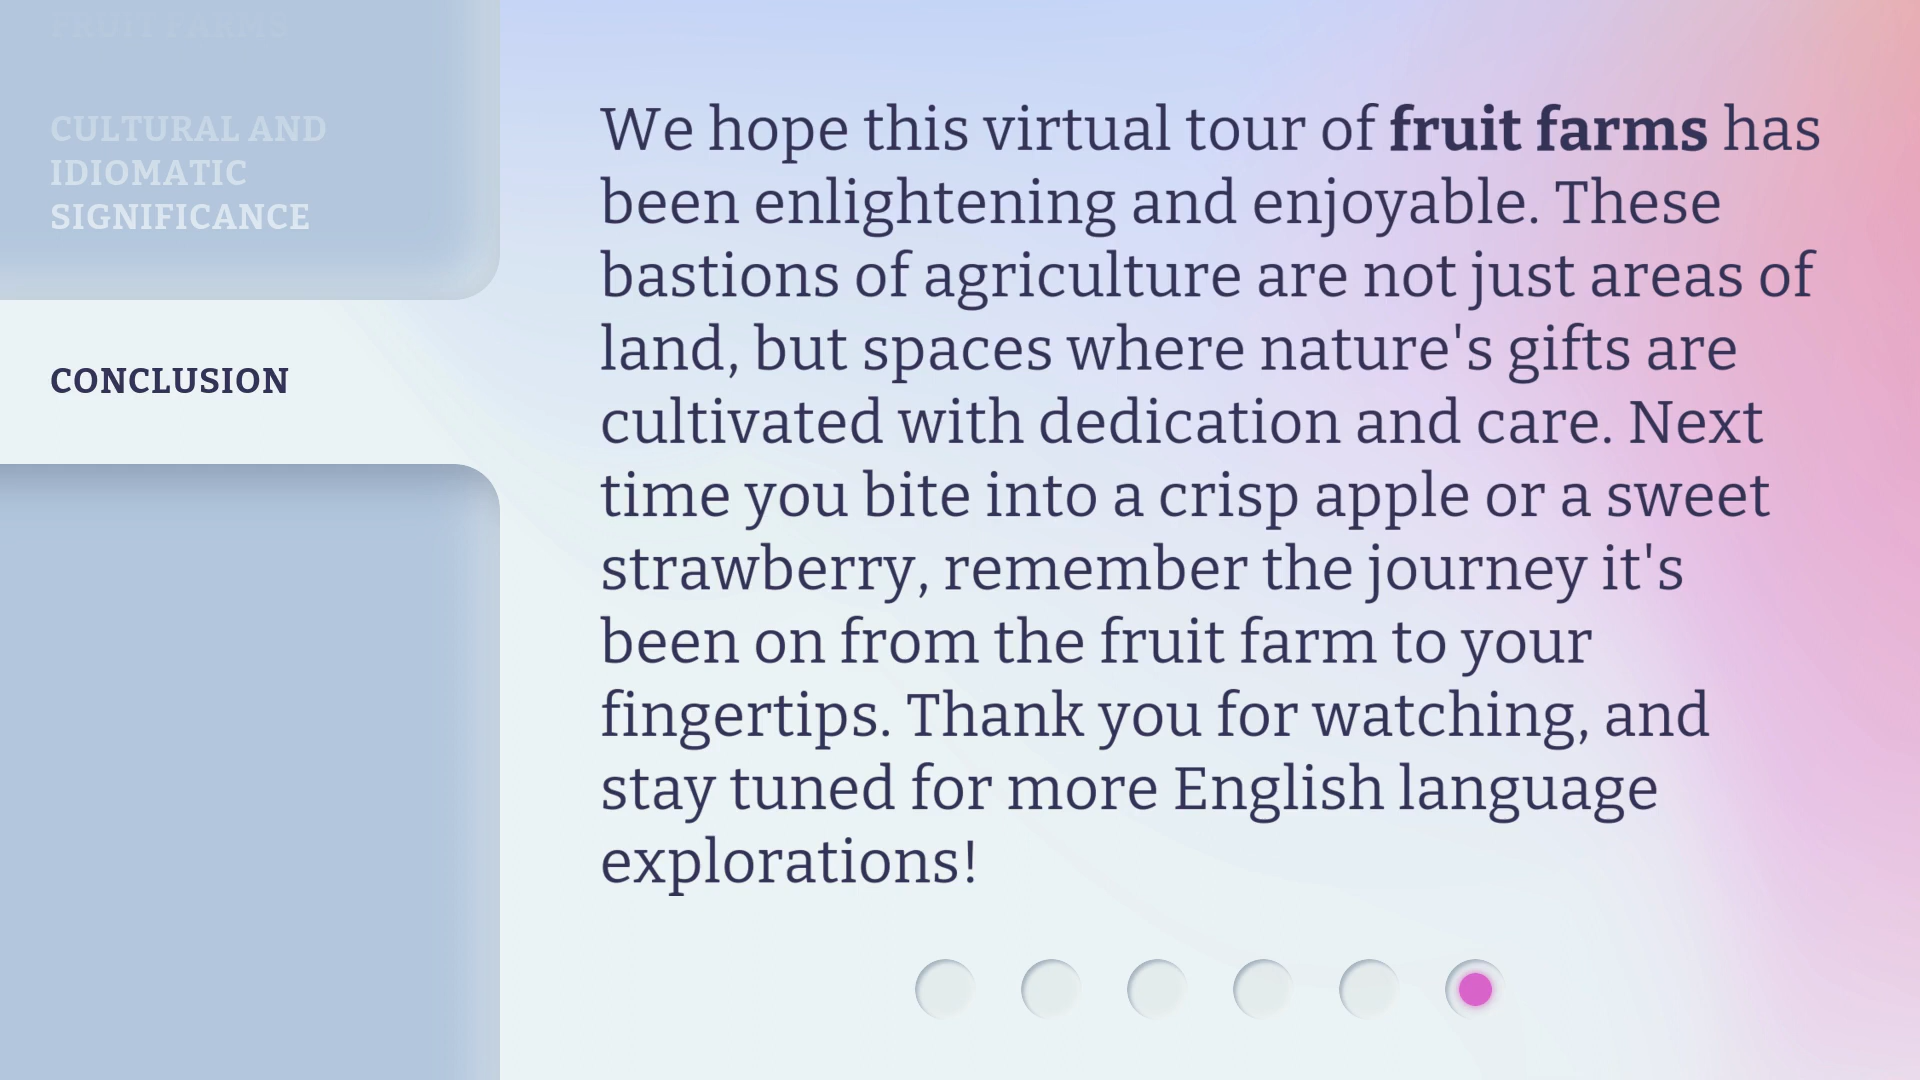 FRUIT FARMS
CULTURAL AND
IDIOMATIC
SIGNIFICANCE
CONCLUSION
We hope this virtual tour of fruit farms has
been enlightening and enjoyable. These
bastions of agriculture are not just areas of
land, but spaces where nature's gifts are
cultivated with dedication and care. Next
time you bite into a crisp apple or a sweet
strawberry, remember the journey it's
been on from the fruit farm to your
fingertips. Thank you for watching, and
stay tuned for more English language
explorations!